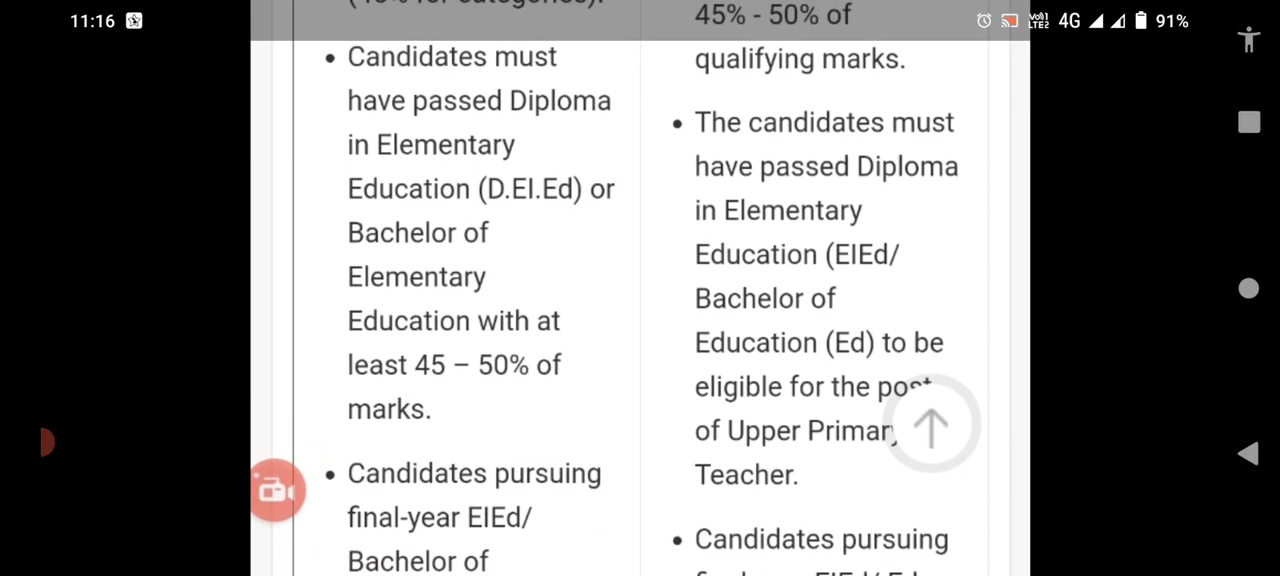 11:16
4G
91%
Candidates must
have passed Diploma
in Elementary
Education (D.EI.Ed) or
Bachelor of
Elementary
Education with at
least 45 – 50% of
marks.
Candidates pursuing
final-year EIEd/
Bachelor of
45% - 50% of
qualifying marks.
The candidates must
have passed Diploma
in Elementary
Education (EIEd/
Bachelor of
Education (Ed) to be
eligible for the post
of Upper Primary
Teacher.
Candidates pursuing